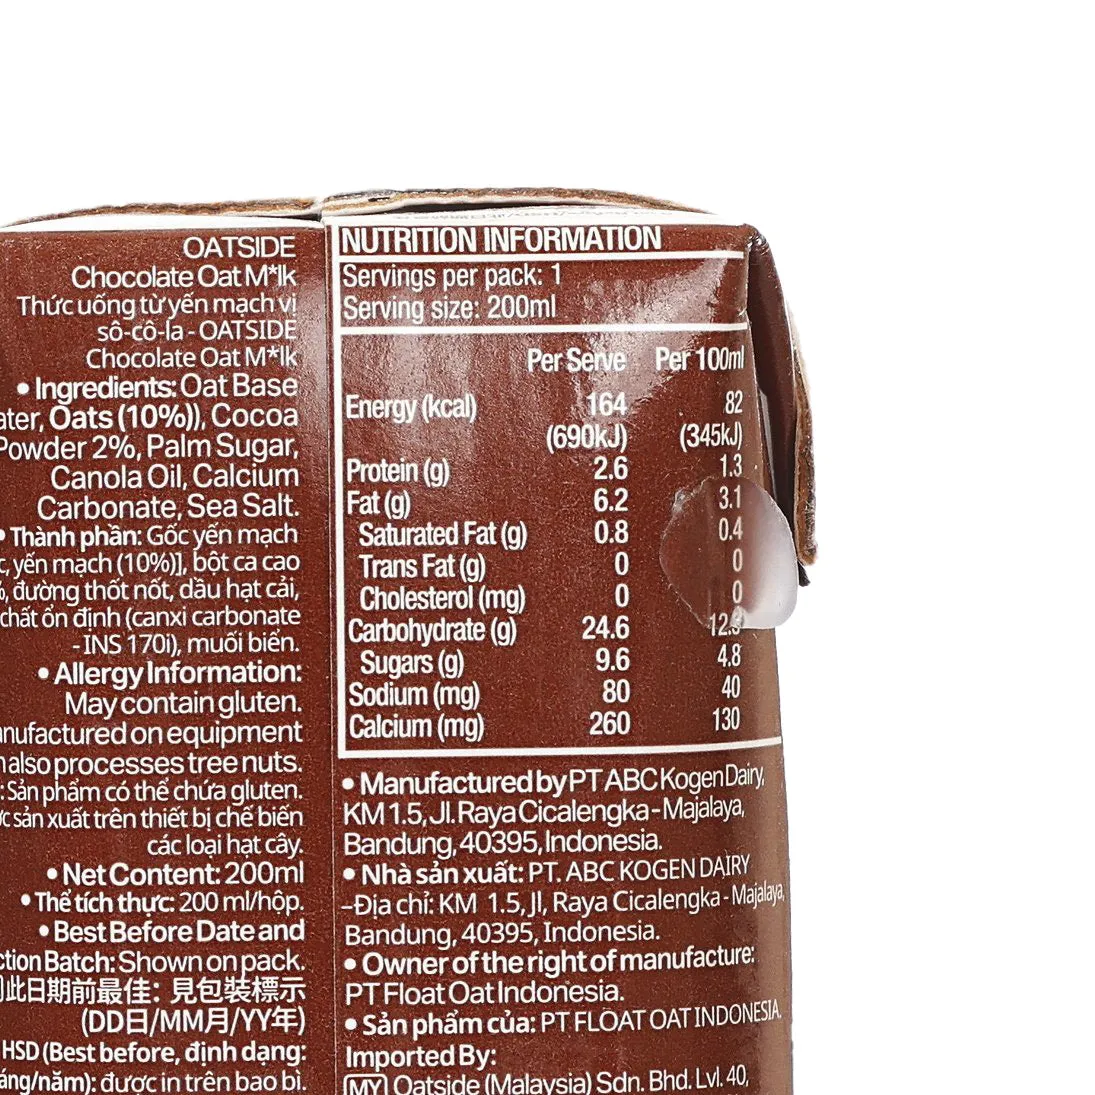 OATSIDE
Chocolate Oat M*lk
Thức uống từ yến mạch vị
sô-cô-la - OATSIDE
Chocolate Oat M*lk
• Ingredients: Oat Base
Oats (10%)), Cocoa
Powder 2%, Palm Sugar,
Canola Oil, Calcium
Carbonate, Sea Salt.
• Thành phần: Gốc yến mạch
yến mạch (10%)], bột ca cao
đường thốt nốt, dầu hạt cải,
chất ổn định (canxi carbonate
- INS 170i), muối biển.
• Allergy Information:
May contain gluten.
equipment
also processes tree nuts.
Sản phẩm có thể chứa gluten.
sản xuất trên thiết bị chế biến
các loại hạt cây.
• Net Content: 200ml
• Thể tích thực: 200 ml/hộp.
• Best Before Date and
Batch: Shown on pack.
此日期前最佳：見包裝標示
(DD日/MM月/YY年)
HSD (Best before, định dạng:
được in trên bao bì.
NUTRITION INFORMATION
Servings per pack: 1
Serving size: 200ml
Per Serve Per 100ml
Energy (kcal) 164 82
(690kJ) (345kJ)
Protein (g) 2.6 1.3
Fat (g) 6.2 3.1
Saturated Fat (g) 0.8 0.4
Trans Fat (g) 0 0
Cholesterol (mg) 0 0
Carbohydrate (g) 24.6 12.3
Sugars (g) 9.6 4.8
Sodium (mg) 80 40
Calcium (mg) 260 130
• Manufactured by PT ABC Kogen Dairy,
KM 1.5, Jl. Raya Cicalengka - Majalaya,
Bandung, 40395, Indonesia.
• Nhà sản xuất: PT. ABC KOGEN DAIRY
–Địa chỉ: KM 1.5, Jl, Raya Cicalengka - Majalaya,
Bandung, 40395, Indonesia.
• Owner of the right of manufacture:
PT Float Oat Indonesia.
• Sản phẩm của: PT FLOAT OAT INDONESIA.
Imported By:
MY Oatside (Malaysia) Sdn. Bhd. Lvl. 40,